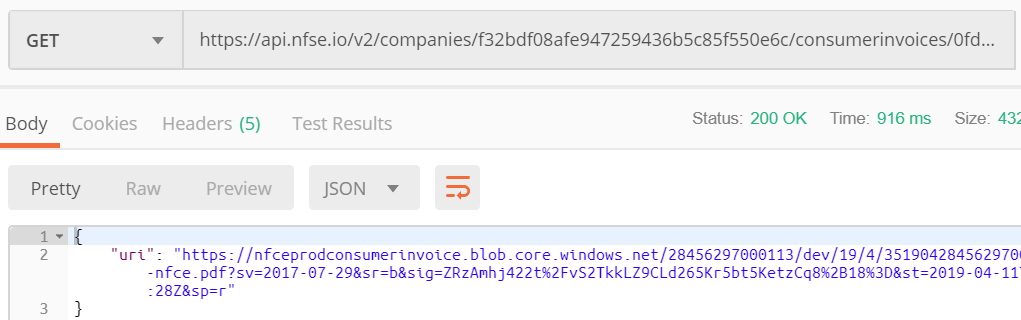 GET https://api.nfse.io/v2/companies/f32bdf08afe947259436b5c85f550e6c/consumerinvoices/0fd...
Body Cookies Headers (5) Test Results Status: 200 OK Time: 916 ms Size: 432
Pretty Raw Preview JSON
1 {
2 "uri": "https://nfceprodconsumerinvoice.blob.core.windows.net/28456297000113/dev/19/4/351904284562970
-nfce.pdf?sv=2017-07-29&sr=b&sig=ZRzAmhj422t%2FvS2TkkLZ9CLd265Kr5bt5KetzCq8%2B18%3D&st=2019-04-11T
:28Z&sp=r"
3 }